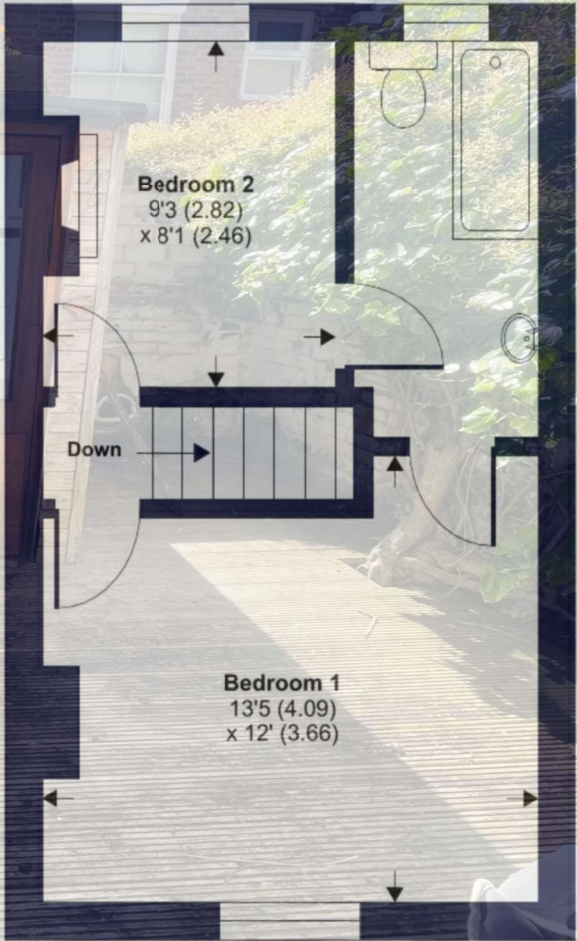 Bedroom 2
9'3 (2.82)
x 8'1 (2.46)
Down
Bedroom 1
13'5 (4.09)
x 12' (3.66)